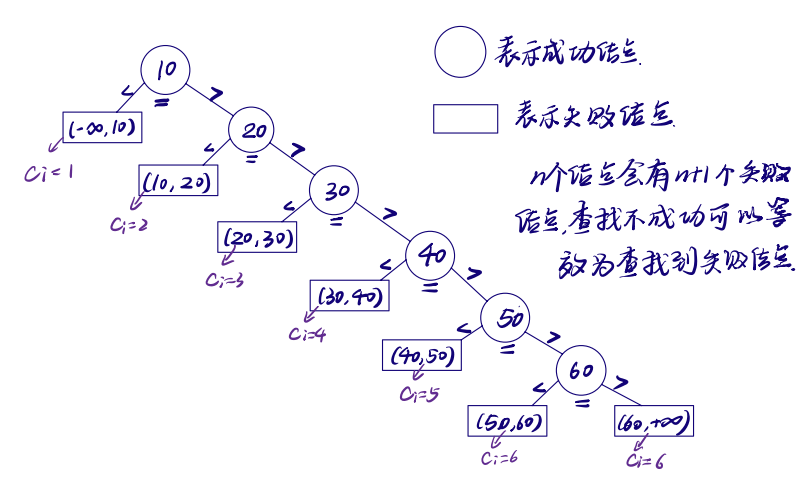 10
< = >
(-∞,10)
Ci=1
20
< = >
(10,20)
Ci=2
30
< = >
(20,30)
Ci=3
40
< = >
(30,40)
Ci=4
50
< = >
(40,50)
Ci=5
60
< = >
(50,60)
Ci=6
(60,+∞)
Ci=6
表示成功结点.
表示失败结点.
n个结点会有n+1个失败
结点,查找不成功可以等
效为查找到失败结点.